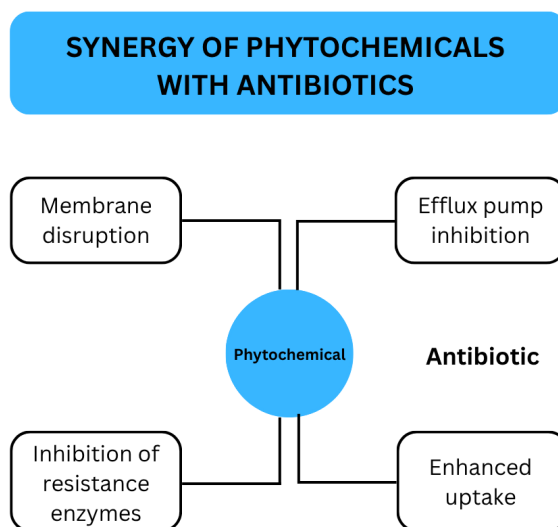 SYNERGY OF PHYTOCHEMICALS
WITH ANTIBIOTICS
Membrane
disruption
Efflux pump
inhibition
Phytochemical
Antibiotic
Inhibition of
resistance
enzymes
Enhanced
uptake